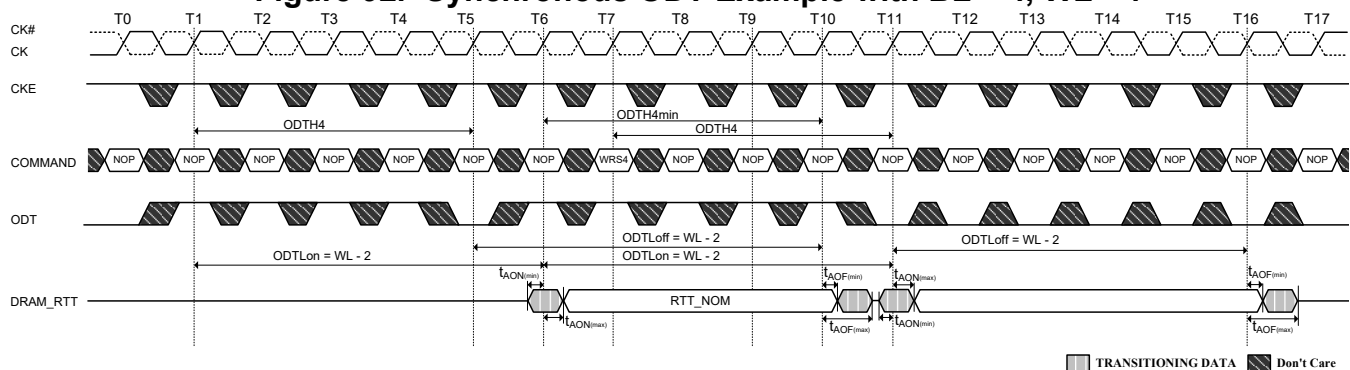 T0 T1 T2 T3 T4 T5 T6 T7 T8 T9 T10 T11 T12 T13 T14 T15 T16 T17
CK#
CK
CKE
ODTH4 ODTH4min
ODTH4
COMMAND NOP NOP NOP NOP NOP NOP NOP WRS4 NOP NOP NOP NOP NOP NOP NOP NOP NOP NOP
ODT
ODTLoff = WL - 2 ODTLoff = WL - 2
ODTLon = WL - 2 ODTLon = WL - 2
tAON(min) tAOF(min) tAON(max) tAOF(min)
DRAM_RTT RTT_NOM
tAON(max) tAOF(max) tAON(min) tAOF(max)
TRANSITIONING DATA Don't Care